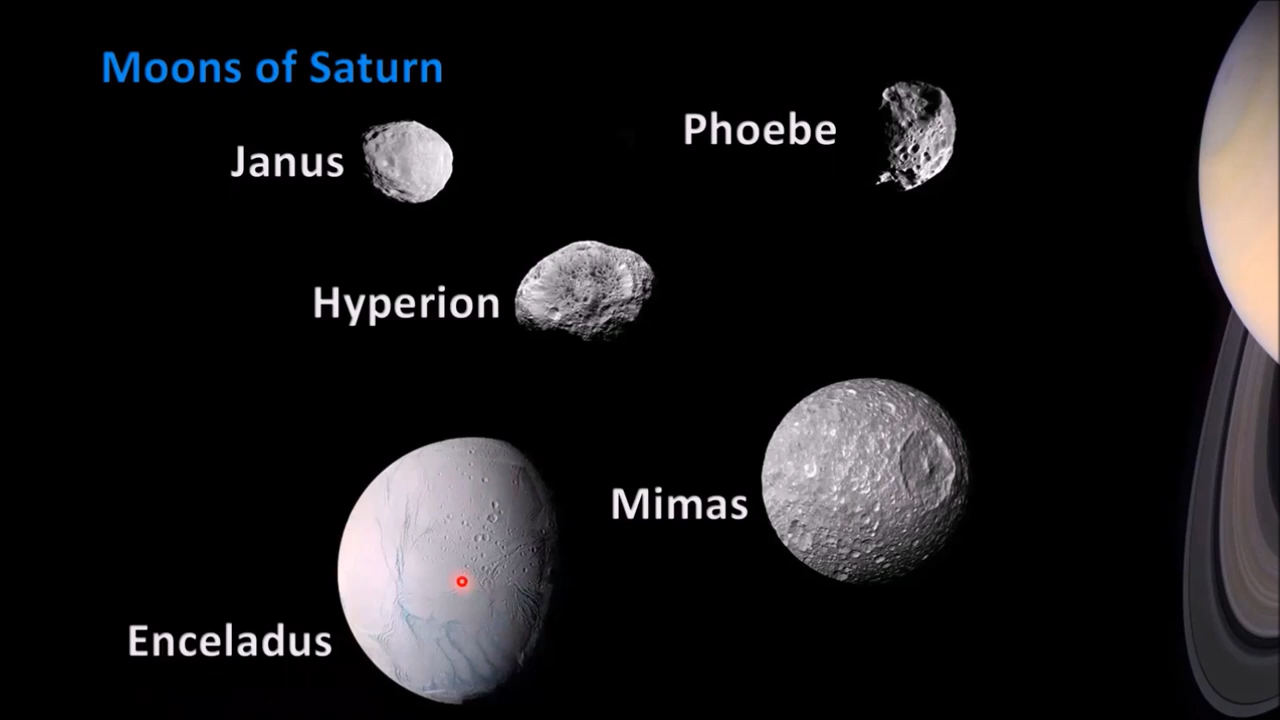 Moons of Saturn
Phoebe
Janus
Hyperion
Mimas
Enceladus